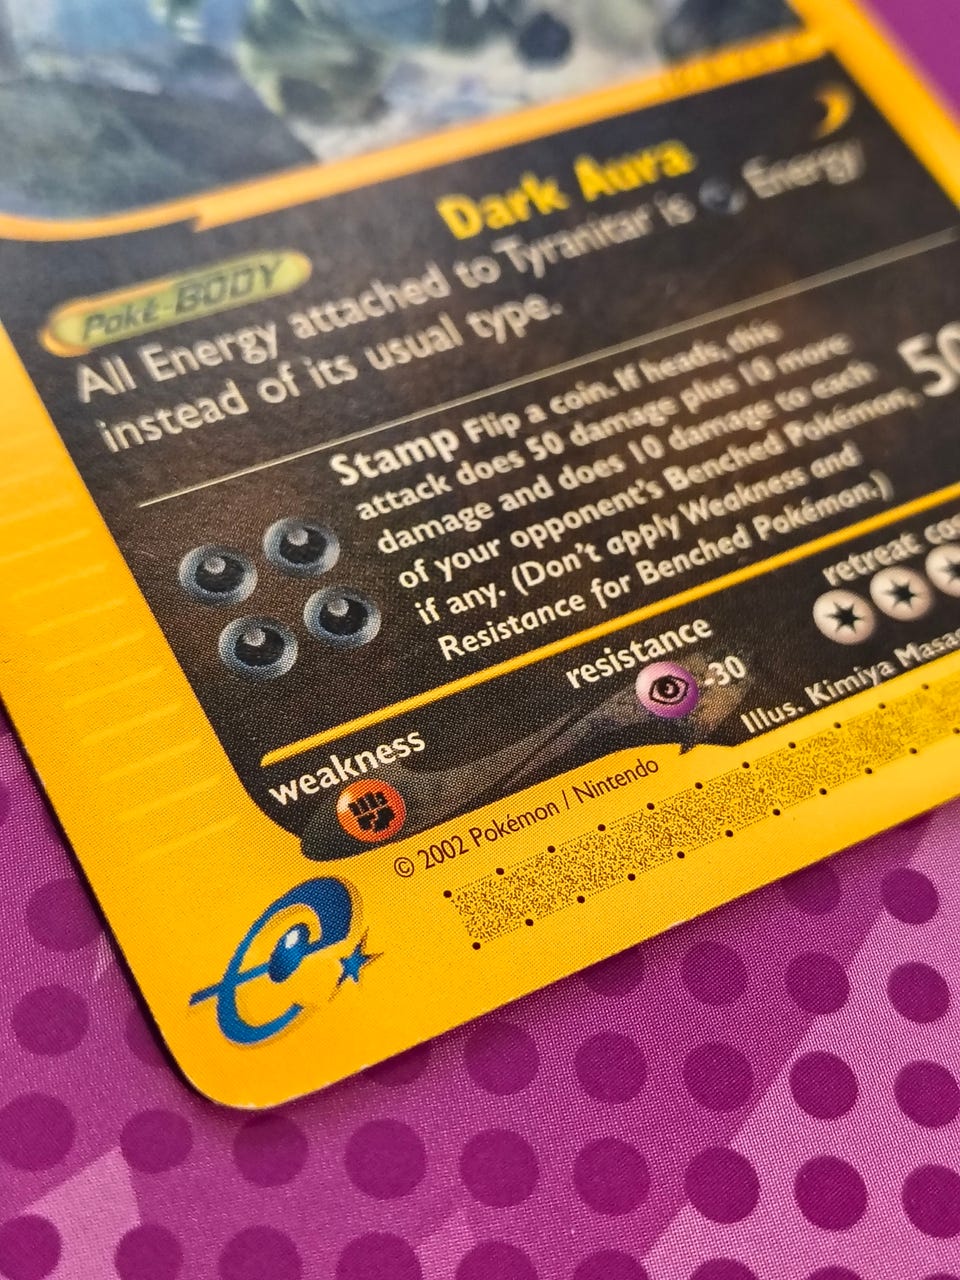 Dark Aura
Poké-BODY
All Energy attached to Tyranitar is Energy
instead of its usual type.
Stamp Flip a coin. If heads, this
attack does 50 damage plus 10 more
damage and does 10 damage to each
of your opponent's Benched Pokémon,
if any. (Don't apply Weakness and
Resistance for Benched Pokémon.)
50
retreat
resistance
-30
weakness
Illus. Kimiya
© 2002 Pokémon / Nintendo
e